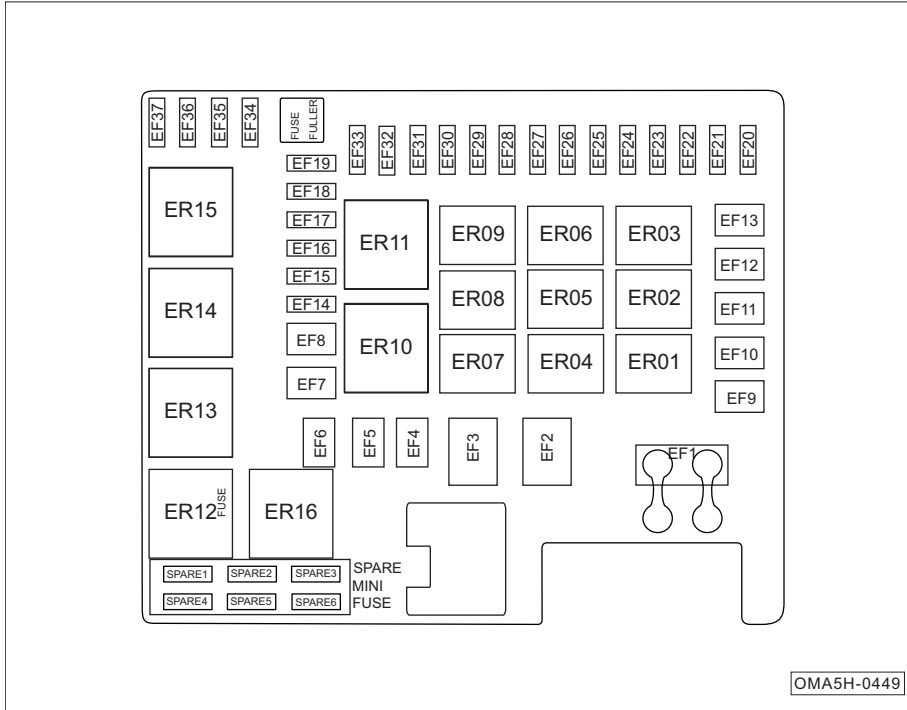 EF37
EF36
EF35
EF34
FUSE
FULLER
EF33
EF32
EF31
EF30
EF29
EF28
EF27
EF26
EF25
EF24
EF23
EF22
EF21
EF20
EF19
EF18
EF17
EF16
EF15
EF14
EF8
EF7
ER15
ER14
ER13
ER12
FUSE
ER16
ER11
ER10
ER09
ER06
ER03
ER08
ER05
ER02
ER07
ER04
ER01
EF13
EF12
EF11
EF10
EF9
EF6
EF5
EF4
EF3
EF2
EF1
SPARE1
SPARE2
SPARE3
SPARE4
SPARE5
SPARE6
SPARE
MINI
FUSE
OMA5H-0449